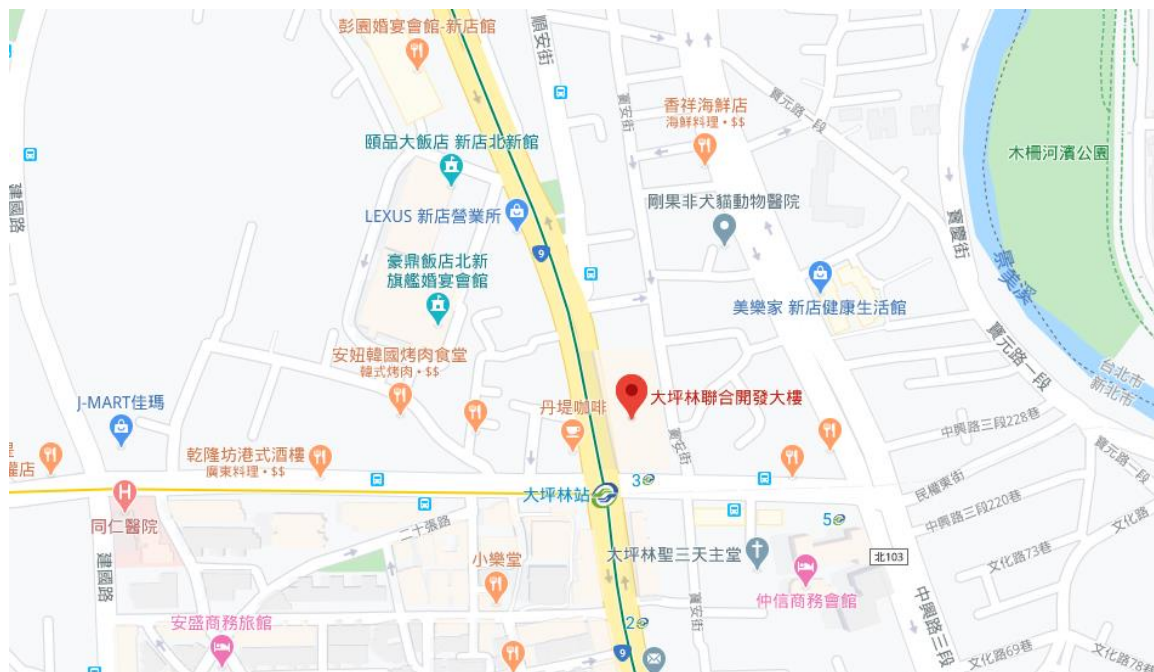 彭園婚宴會館-新店館
順安街
寶安街
香祥海鮮店
海鮮料理・$$
寶元路一段
木柵河濱公園
頤品大飯店 新店北新館
建國路
LEXUS 新店營業所
剛果非犬貓動物醫院
寶慶街
景美溪
9
豪鼎飯店北新
旗艦婚宴會館
美樂家 新店健康生活館
寶元路一段
台北市
新北市
安妞韓國烤肉食堂
韓式烤肉・$$
丹堤咖啡
大坪林聯合開發大樓
J-MART佳瑪
中興路三段228巷
寶安街
乾隆坊港式酒樓
廣東料理・$$
權店
寶元路一段
民權東街
大坪林站
3
同仁醫院
二十張路
中興路三段220巷
文化路
5
大坪林聖三天主堂
北103
文化路73巷
建國路
小樂堂
仲信商務會館
寶安街
中興路三段
安盛商務旅館
2
9
文化路69巷
文化路78巷